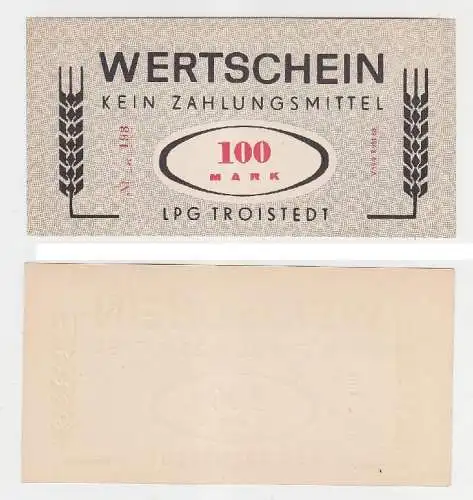 WERTSCHEIN
KEIN ZAHLUNGSMITTEL
100
MARK
LPG TROISTEDT